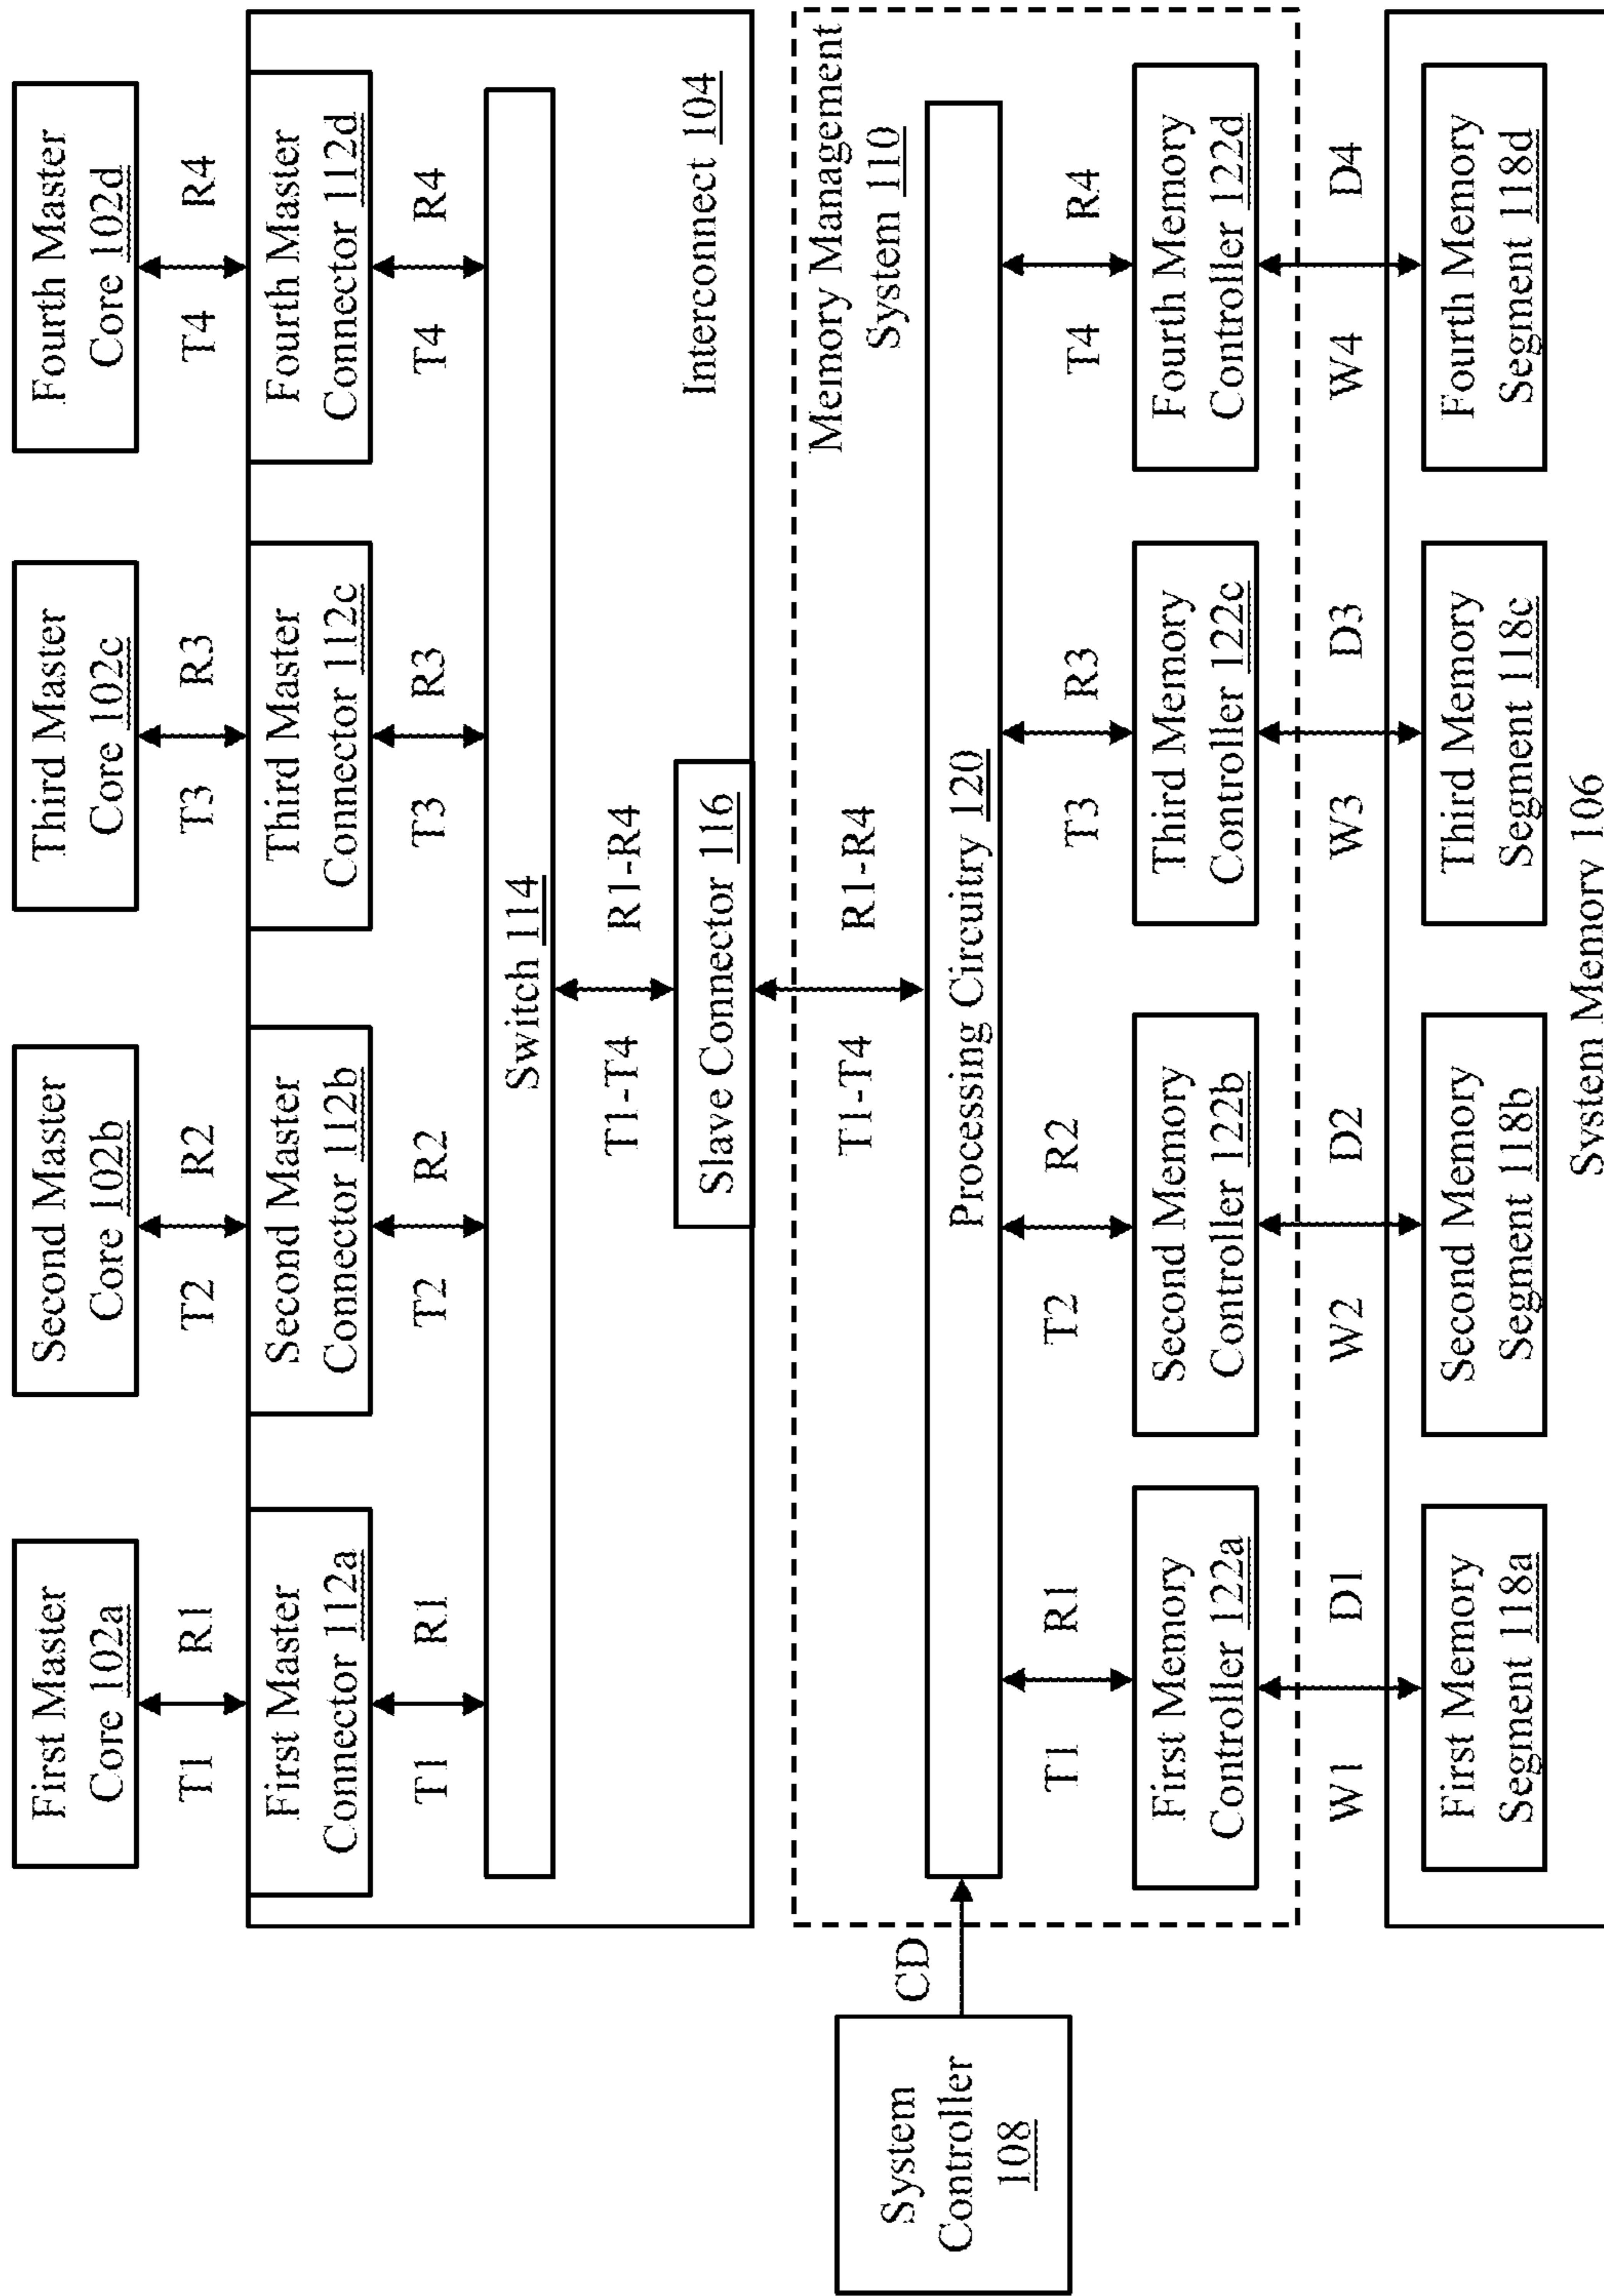 First Master
Core 102a
Second Master
Core 102b
Third Master
Core 102c
Fourth Master
Core 102d
T1
R1
T2
R2
T3
R3
T4
R4
First Master
Connector 112a
Second Master
Connector 112b
Third Master
Connector 112c
Fourth Master
Connector 112d
T1
R1
T2
R2
T3
R3
T4
R4
Switch 114
T1-T4
R1-R4
Slave Connector 116
Interconnect 104
Memory Management
System 110
T1-T4
R1-R4
System
Controller
108
CD
Processing Circuitry 120
T1
R1
T2
R2
T3
R3
T4
R4
First Memory
Controller 122a
Second Memory
Controller 122b
Third Memory
Controller 122c
Fourth Memory
Controller 122d
W1
D1
W2
D2
W3
D3
W4
D4
First Memory
Segment 118a
Second Memory
Segment 118b
Third Memory
Segment 118c
Fourth Memory
Segment 118d
System Memory 106